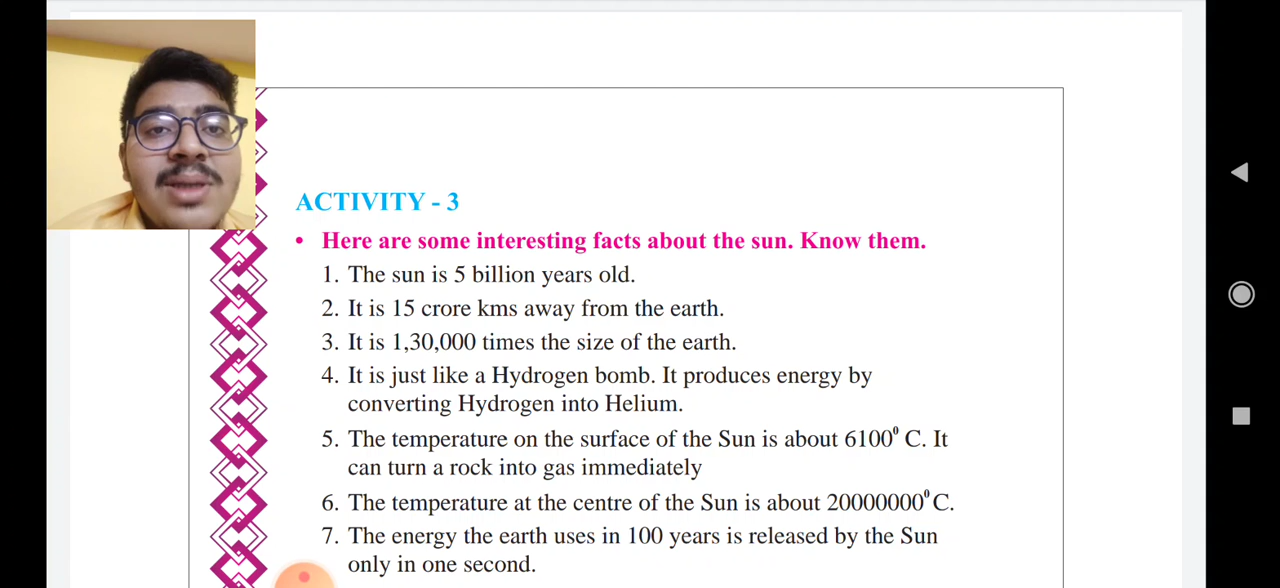 ACTIVITY - 3
• Here are some interesting facts about the sun. Know them.
1. The sun is 5 billion years old.
2. It is 15 crore kms away from the earth.
3. It is 1,30,000 times the size of the earth.
4. It is just like a Hydrogen bomb. It produces energy by
converting Hydrogen into Helium.
5. The temperature on the surface of the Sun is about 6100⁰ C. It
can turn a rock into gas immediately
6. The temperature at the centre of the Sun is about 20000000⁰C.
7. The energy the earth uses in 100 years is released by the Sun
only in one second.